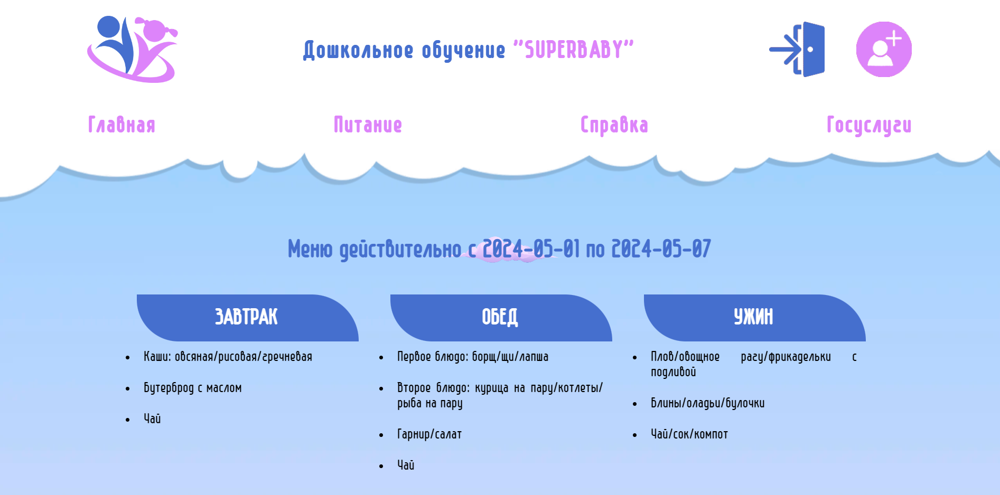 Дошкольное обучение "SUPERBABY"
Главная
Питание
Справка
Госуслуги
Меню действительно с 2024-05-01 по 2024-05-07
ЗАВТРАК
Каши: овсяная/рисовая/гречневая
Бутерброд с маслом
Чай
ОБЕД
Первое блюдо: борщ/щи/лапша
Второе блюдо: курица на пару/котлеты/
рыба на пару
Гарнир/салат
Чай
УЖИН
Плов/овощное рагу/фрикадельки с
подливой
Блины/оладьи/булочки
Чай/сок/компот